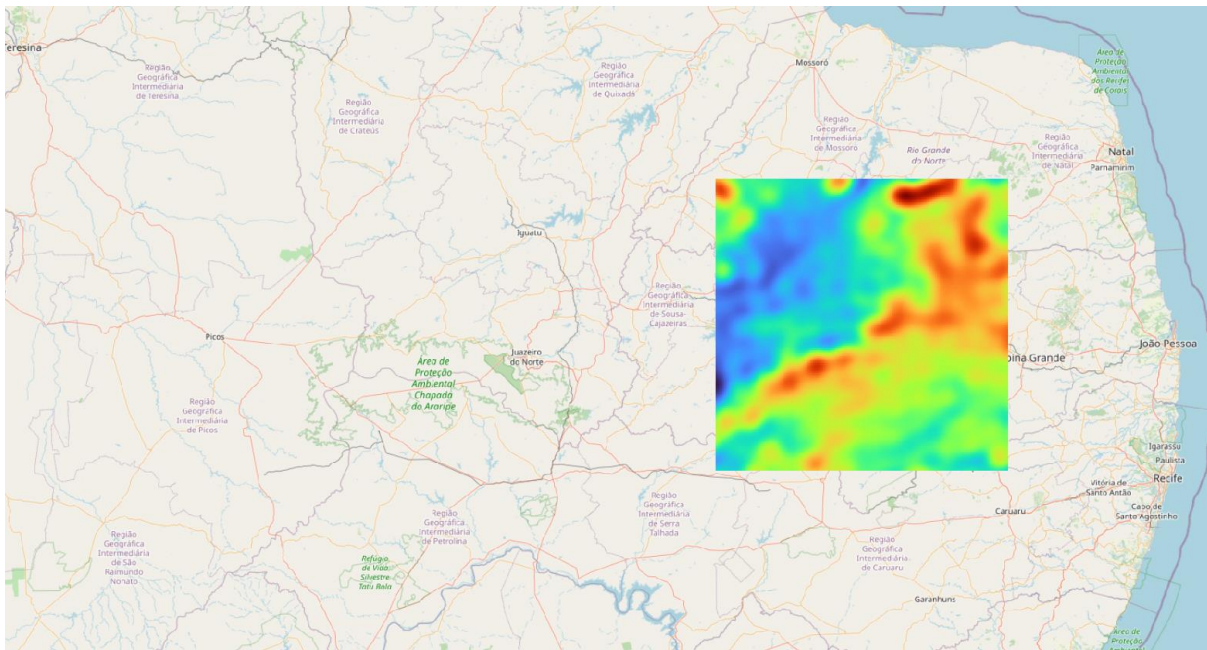 Teresina
Região
Geográfica
Intermediária
de Teresina
Região
Geográfica
Intermediária
de Crateús
Região
Geográfica
Intermediária
de Quixadá
Mossoró
Área de
Proteção
Ambiental
dos Recifes
de Corais
Região
Geográfica
Intermediária
de Mossoró
Rio Grande
do Norte
Região
Geográfica
Intermediária
de Natal
Natal
Parnamirim
Iguatu
Região
Geográfica
Intermediária
de Sousa-
Cajazeiras
Picos
Juazeiro
do Norte
Área de
Proteção
Ambiental
Chapada
do Araripe
pina Grande
João Pessoa
Região
Geográfica
Intermediária
de Picos
Igarassu
Paulista
Recife
Vitória de
Santo Antão
Cabo de
Santo Agostinho
Caruaru
Região
Geográfica
Intermediária
de São
Raimundo
Nonato
Região
Geográfica
Intermediária
de Petrolina
Região
Geográfica
Intermediária
de Serra
Talhada
Região
Geográfica
Intermediária
de Caruaru
Refúgio
de Vida
Silvestre
Tatu Bola
Garanhuns
Área de
Proteção
Ambiental